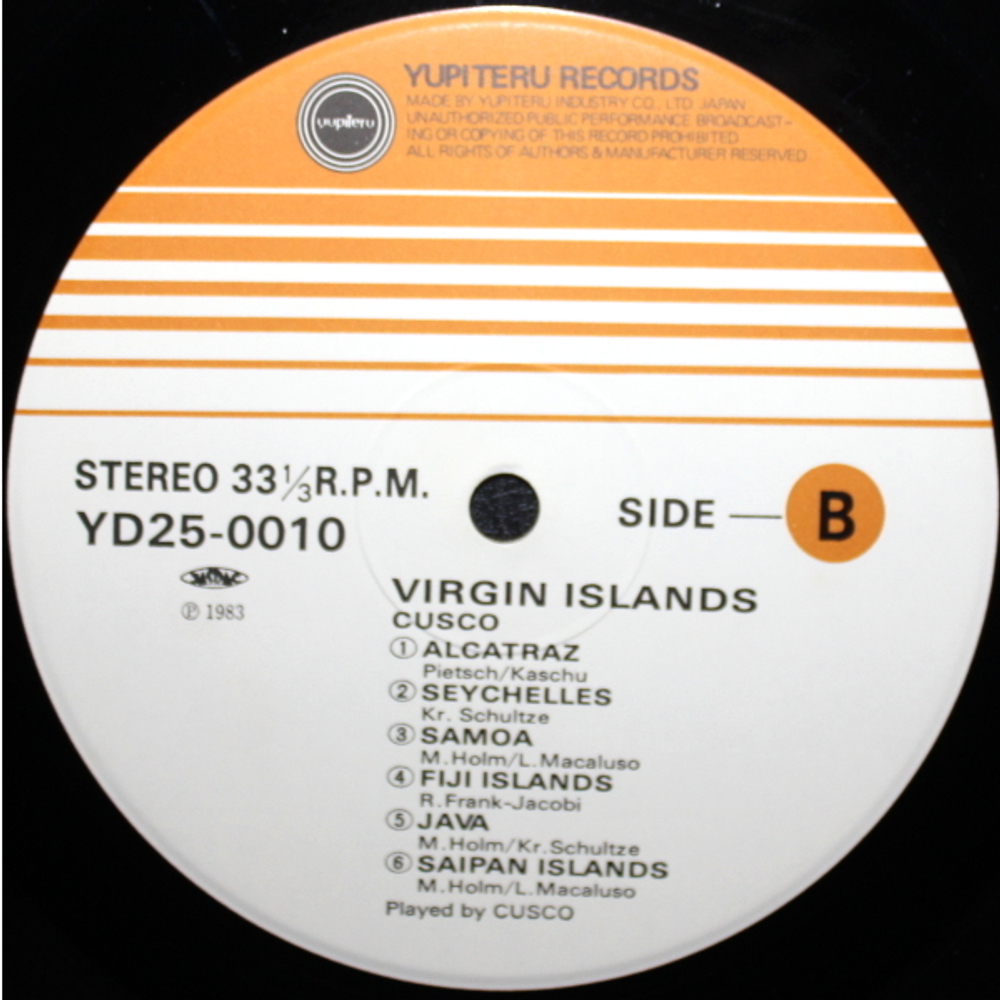 yupiteru
YUPITERU RECORDS
MADE BY YUPITERU INDUSTRY CO., LTD. JAPAN
UNAUTHORIZED PUBLIC PERFORMANCE BROADCAST-
ING OR COPYING OF THIS RECORD PROHIBITED
ALL RIGHTS OF AUTHORS & MANUFACTURER RESERVED
STEREO 33⅓ R.P.M.
YD25-0010
SIDE — B
Ⓟ 1983
VIRGIN ISLANDS
CUSCO
① ALCATRAZ
Pietsch/Kaschu
② SEYCHELLES
Kr. Schultze
③ SAMOA
M.Holm/L.Macaluso
④ FIJI ISLANDS
R.Frank-Jacobi
⑤ JAVA
M.Holm/Kr.Schultze
⑥ SAIPAN ISLANDS
M.Holm/L.Macaluso
Played by CUSCO